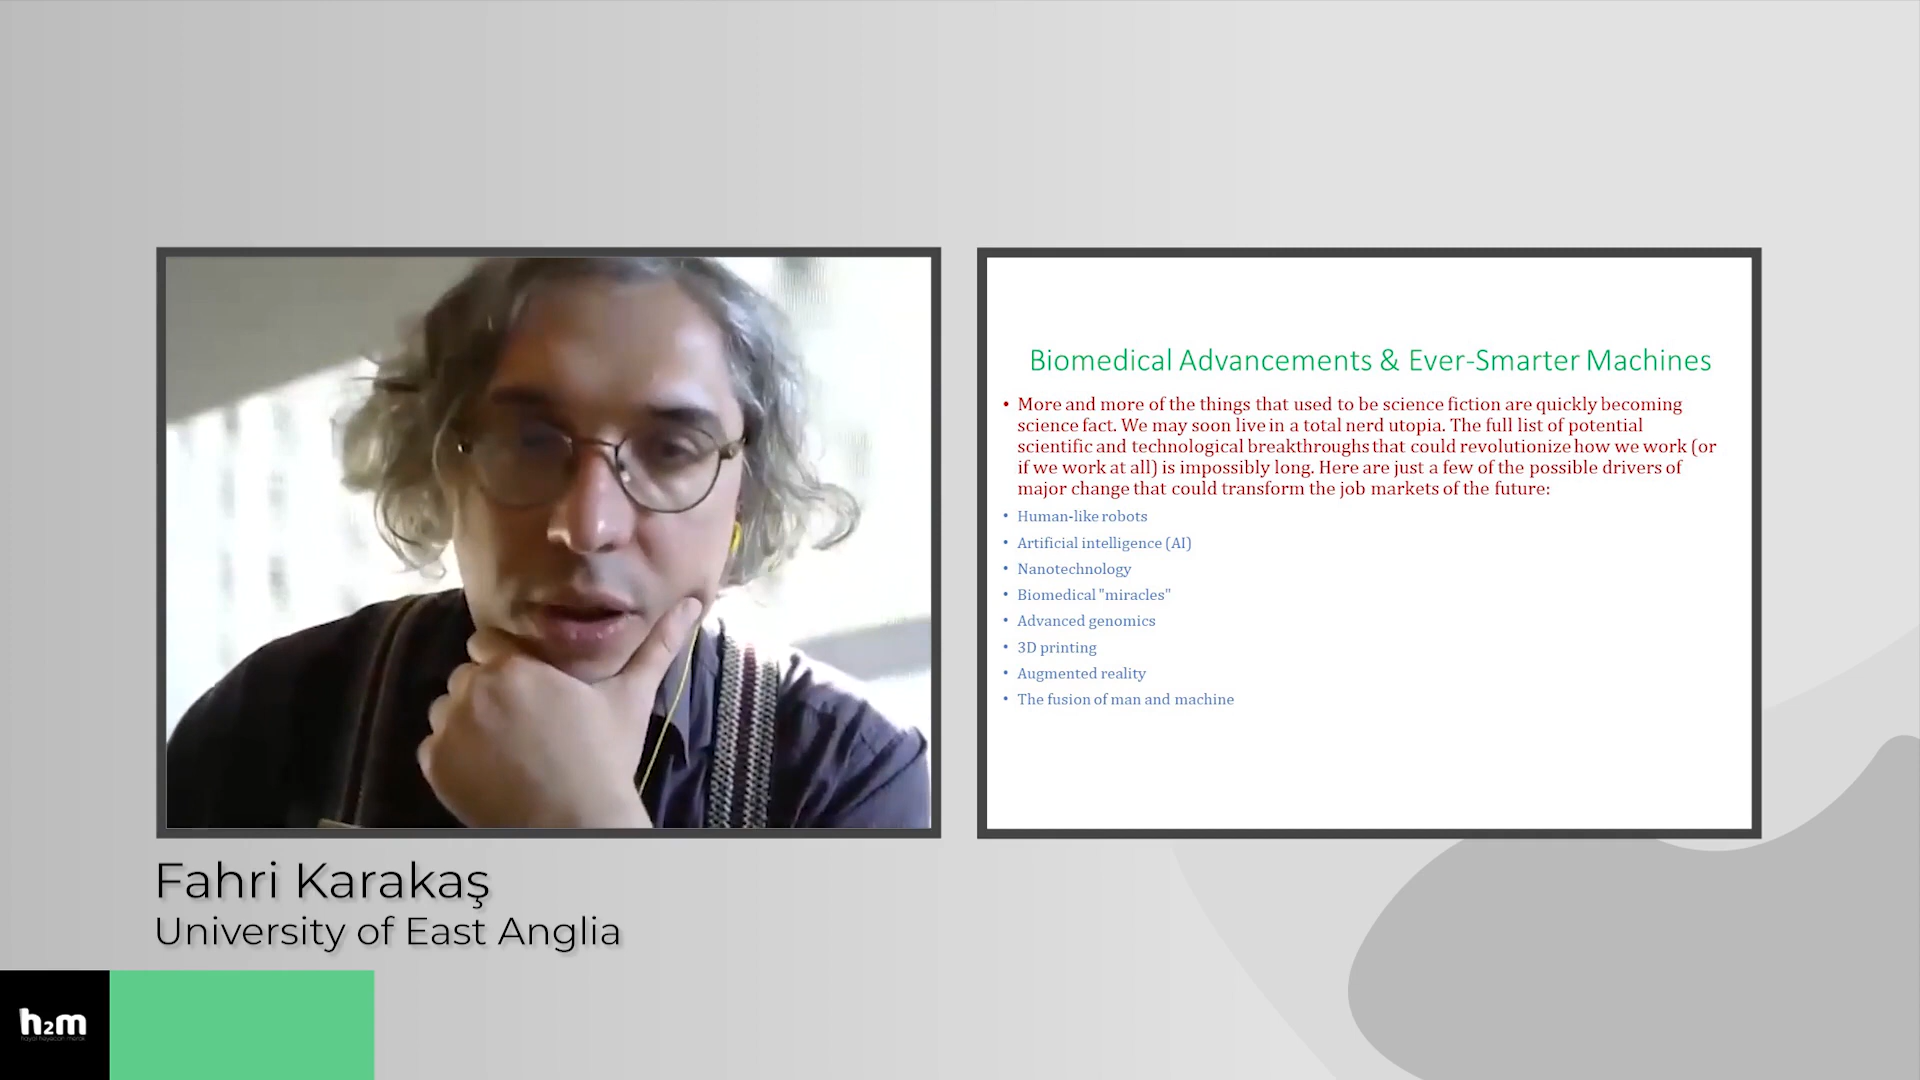 Biomedical Advancements & Ever-Smarter Machines
• More and more of the things that used to be science fiction are quickly becoming
science fact. We may soon live in a total nerd utopia. The full list of potential
scientific and technological breakthroughs that could revolutionize how we work (or
if we work at all) is impossibly long. Here are just a few of the possible drivers of
major change that could transform the job markets of the future:
• Human-like robots
• Artificial intelligence (AI)
• Nanotechnology
• Biomedical "miracles"
• Advanced genomics
• 3D printing
• Augmented reality
• The fusion of man and machine
Fahri Karakaş
University of East Anglia
h2m